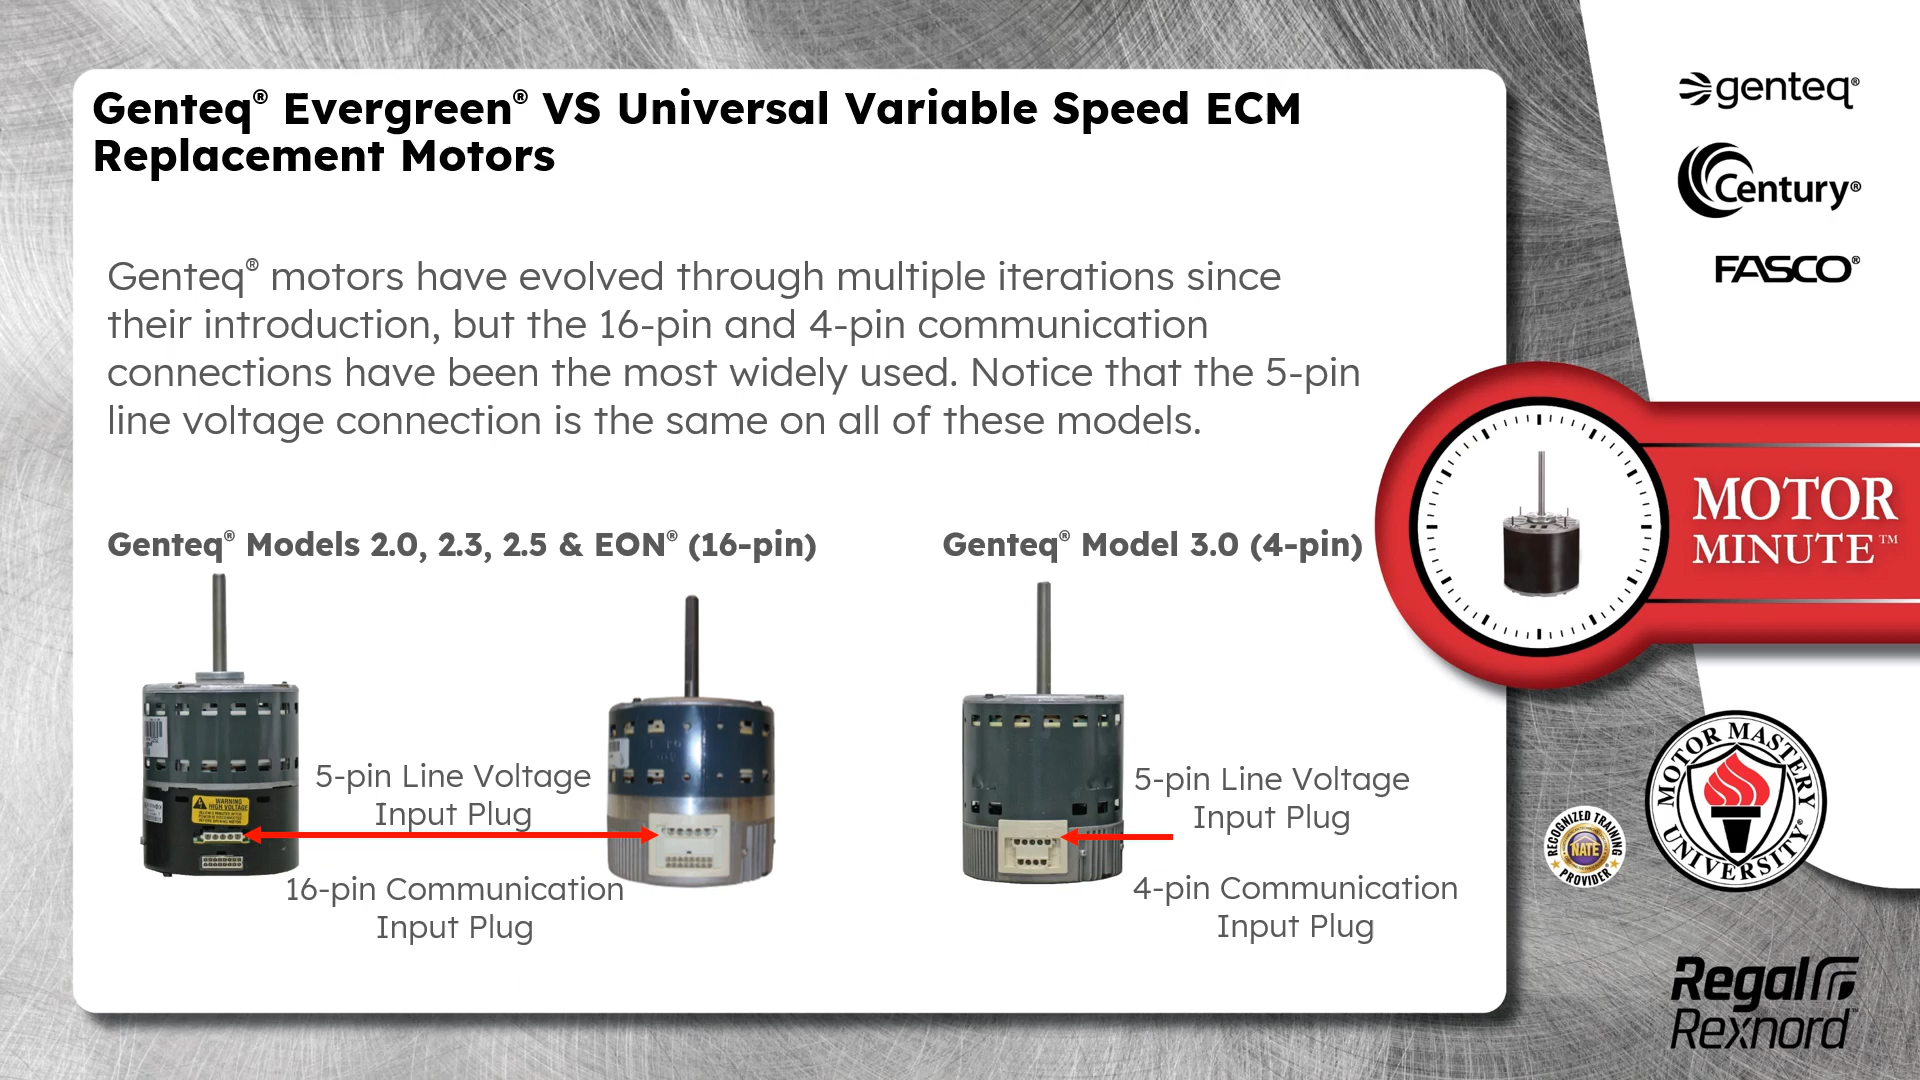 Genteq® Evergreen® VS Universal Variable Speed ECM
Replacement Motors
Genteq® motors have evolved through multiple iterations since
their introduction, but the 16-pin and 4-pin communication
connections have been the most widely used. Notice that the 5-pin
line voltage connection is the same on all of these models.
Genteq® Models 2.0, 2.3, 2.5 & EON® (16-pin)
Genteq® Model 3.0 (4-pin)
WARNING
HIGH VOLTAGE
5-pin Line Voltage
Input Plug
16-pin Communication
Input Plug
5-pin Line Voltage
Input Plug
4-pin Communication
Input Plug
genteq®
Century®
FASCO®
MOTOR
MINUTE™
MOTOR MASTERY
UNIVERSITY®
RECOGNIZED TRAINING
NATE
PROVIDER
Regal
Rexnord™